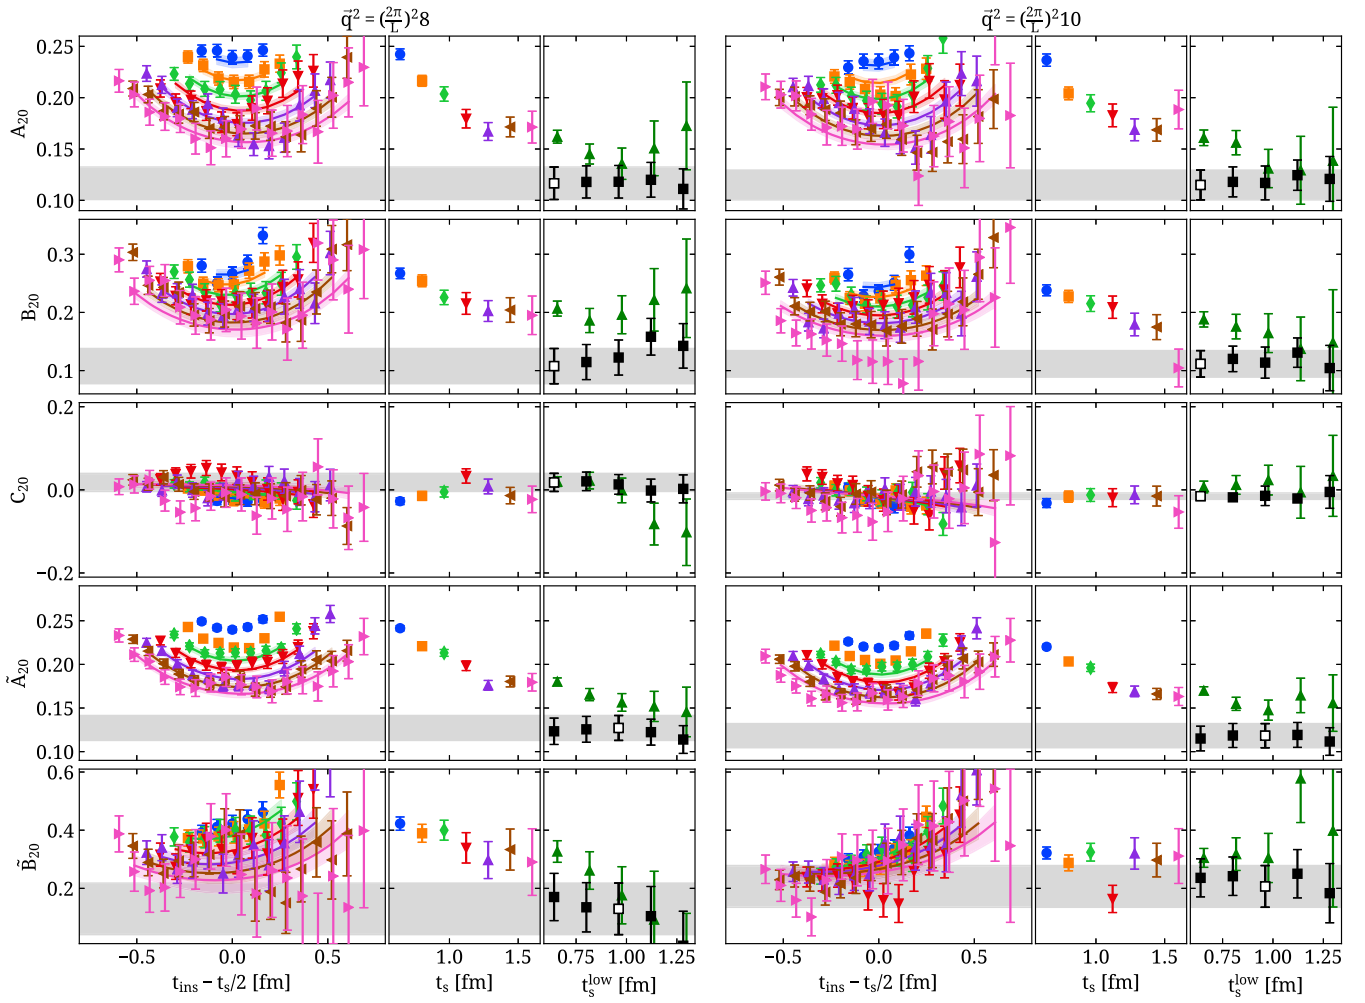 q⃗² = (2π/L)²8
q⃗² = (2π/L)²10
0.25
0.20
0.15
0.10
A₂₀
0.3
0.2
0.1
B₂₀
0.2
0.0
−0.2
C₂₀
0.25
0.20
0.15
0.10
Ã₂₀
0.6
0.4
0.2
B̃₂₀
−0.5 0.0 0.5 1.0 1.5 0.75 1.00 1.25 −0.5 0.0 0.5 1.0 1.5 0.75 1.00 1.25
t_ins − t_s/2 [fm] t_s [fm] t_s^low [fm] t_ins − t_s/2 [fm] t_s [fm] t_s^low [fm]